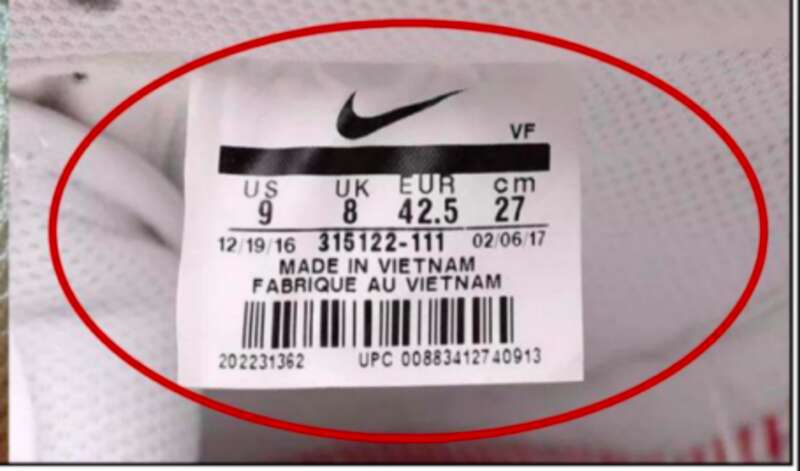 VF
US UK EUR cm
9 8 42.5 27
12/19/16 315122-111 02/06/17
MADE IN VIETNAM
FABRIQUE AU VIETNAM
202231362 UPC 00883412740913